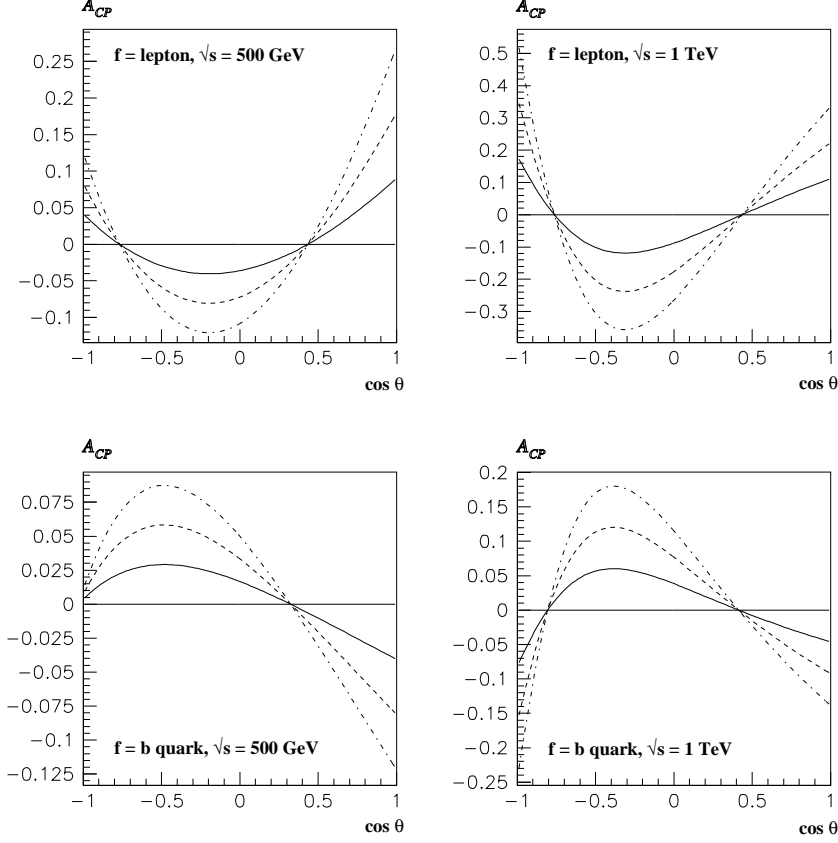 A_CP
A_CP
f = lepton, √s = 500 GeV
f = lepton, √s = 1 TeV
0.25
0.2
0.15
0.1
0.05
0
−0.05
−0.1
−1 −0.5 0 0.5 1
cos θ
0.5
0.4
0.3
0.2
0.1
0
−0.1
−0.2
−0.3
−1 −0.5 0 0.5 1
cos θ
A_CP
A_CP
0.075
0.05
0.025
0
−0.025
−0.05
−0.075
−0.1
−0.125
f = b quark, √s = 500 GeV
−1 −0.5 0 0.5 1
cos θ
0.2
0.15
0.1
0.05
0
−0.05
−0.1
−0.15
−0.2
−0.25
f = b quark, √s = 1 TeV
−1 −0.5 0 0.5 1
cos θ